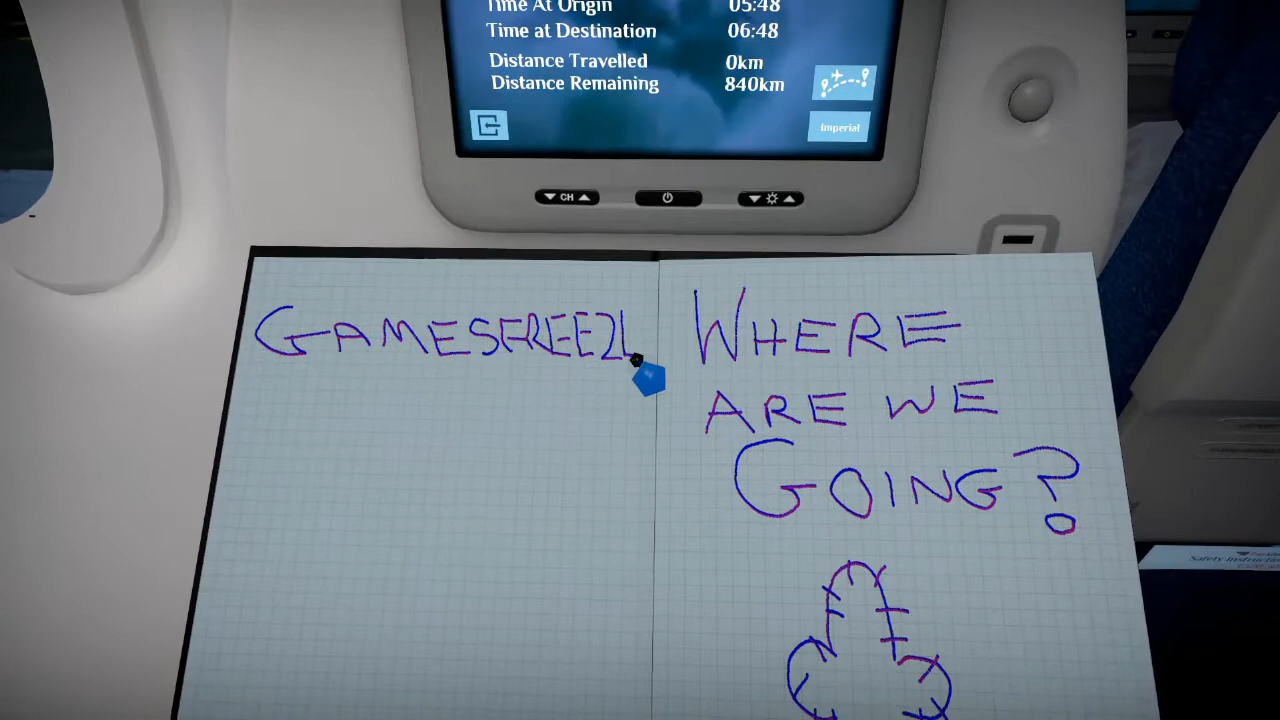 Time At Origin 05:48
Time at Destination 06:48
Distance Travelled 0km
Distance Remaining 840km
Imperial
CH
GAMESFREEZL
WHERE
ARE WE
GOING?